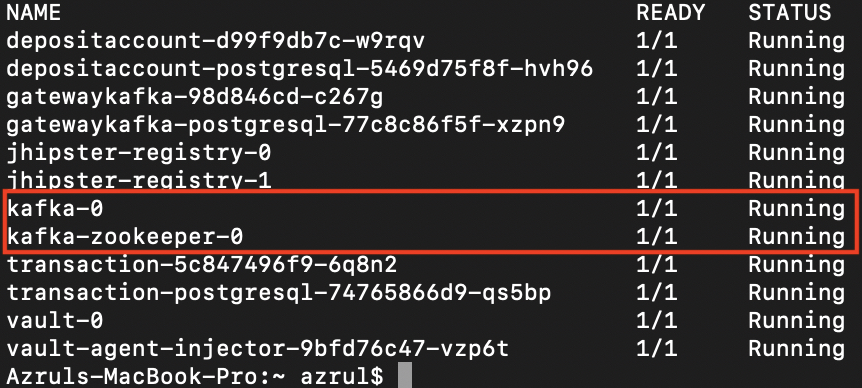 NAME READY STATUS
depositaccount-d99f9db7c-w9rqv 1/1 Running
depositaccount-postgresql-5469d75f8f-hvh96 1/1 Running
gatewaykafka-98d846cd-c267g 1/1 Running
gatewaykafka-postgresql-77c8c86f5f-xzpn9 1/1 Running
jhipster-registry-0 1/1 Running
jhipster-registry-1 1/1 Running
kafka-0 1/1 Running
kafka-zookeeper-0 1/1 Running
transaction-5c847496f9-6q8n2 1/1 Running
transaction-postgresql-74765866d9-qs5bp 1/1 Running
vault-0 1/1 Running
vault-agent-injector-9bfd76c47-vzp6t 1/1 Running
Azruls-MacBook-Pro:~ azrul$